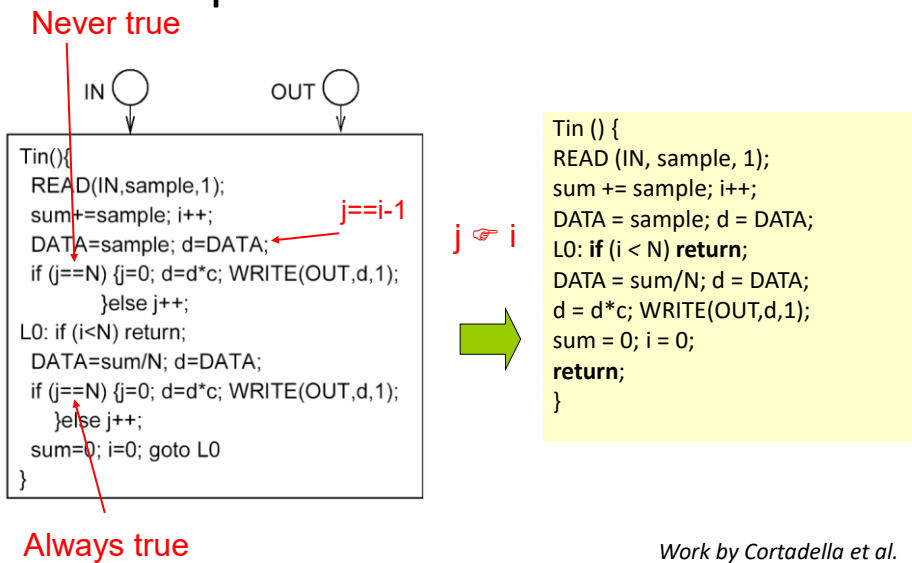 Never true
IN
OUT
Tin(){
READ(IN,sample,1);
sum+=sample; i++;
j==i-1
DATA=sample; d=DATA;
if (j==N) {j=0; d=d*c; WRITE(OUT,d,1);
}else j++;
L0: if (i<N) return;
DATA=sum/N; d=DATA;
if (j==N) {j=0; d=d*c; WRITE(OUT,d,1);
}else j++;
sum=0; i=0; goto L0
}
Always true
j ☞ i
Tin () {
READ (IN, sample, 1);
sum += sample; i++;
DATA = sample; d = DATA;
L0: if (i < N) return;
DATA = sum/N; d = DATA;
d = d*c; WRITE(OUT,d,1);
sum = 0; i = 0;
return;
}
Work by Cortadella et al.